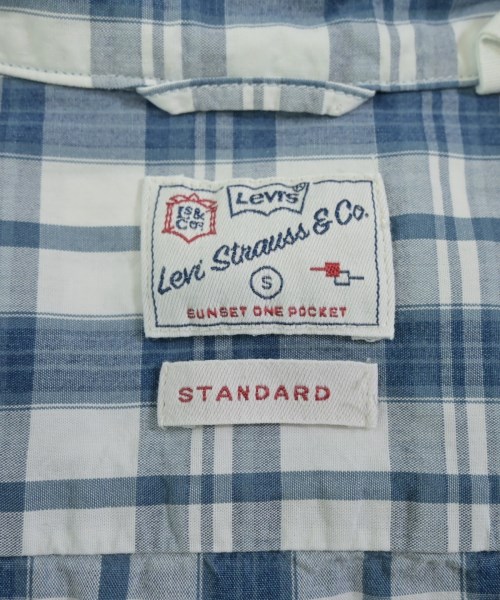 LS&
Co.
Levi's
Levi Strauss & Co.
S
SUNSET ONE POCKET
STANDARD